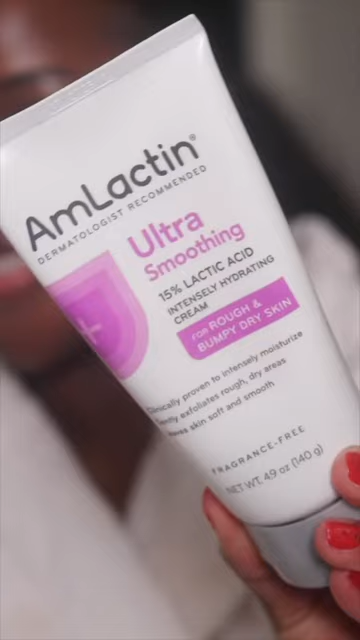 AmLactin®
DERMATOLOGIST RECOMMENDED
Ultra
Smoothing
15% LACTIC ACID
INTENSELY HYDRATING
CREAM
FOR ROUGH &
BUMPY DRY SKIN
Clinically proven to intensely moisturize
Gently exfoliates rough, dry areas
Leaves skin soft and smooth
FRAGRANCE-FREE
NET WT. 4.9 oz (140 g)